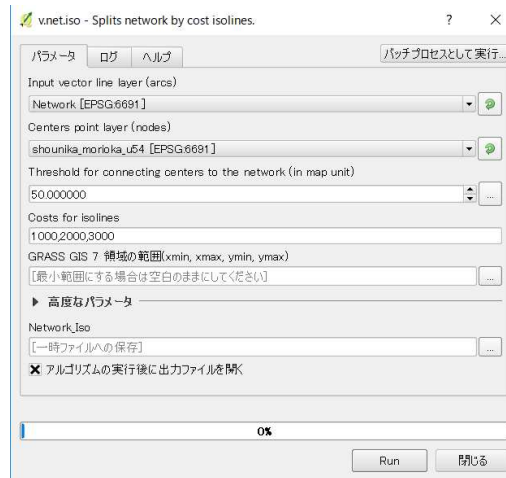 v.net.iso - Splits network by cost isolines.
? ×
パラメータ ログ ヘルプ
バッチプロセスとして実行...
Input vector line layer (arcs)
Network [EPSG:6691]
Centers point layer (nodes)
shounika_morioka_u54 [EPSG:6691]
Threshold for connecting centers to the network (in map unit)
50.000000
...
Costs for isolines
1000,2000,3000
GRASS GIS 7 領域の範囲(xmin, xmax, ymin, ymax)
[最小範囲にする場合は空白のままにしてください]
...
高度なパラメータ
Network_Iso
[一時ファイルへの保存]
...
アルゴリズムの実行後に出力ファイルを開く
0%
Run 閉じる